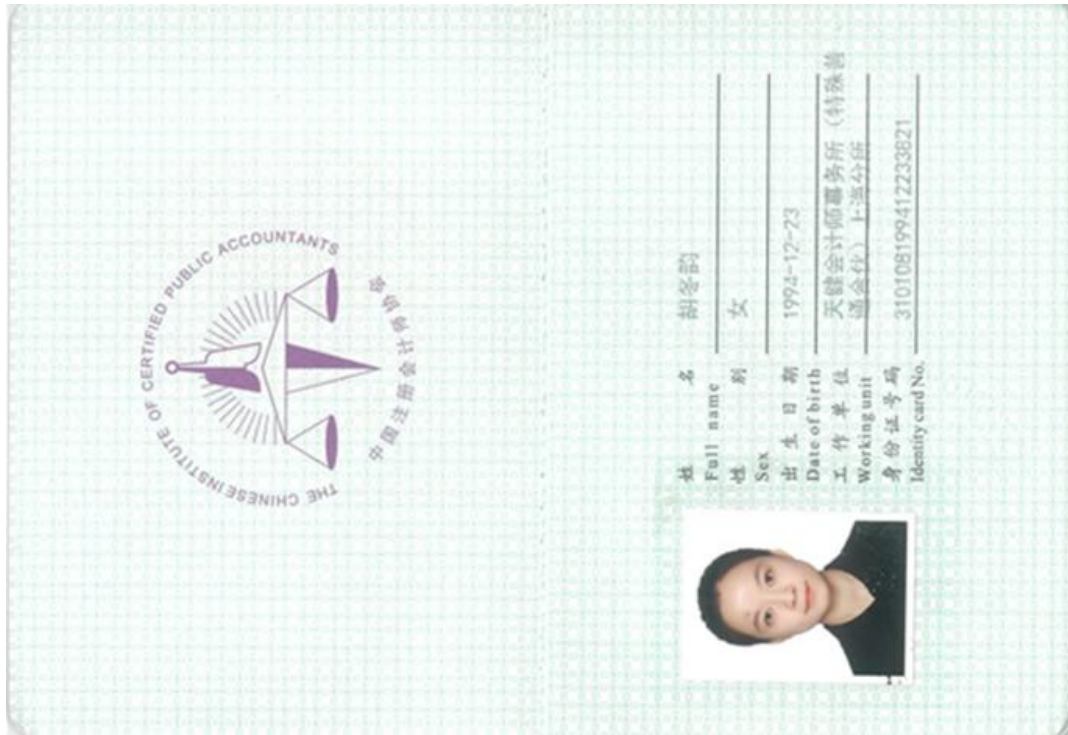 THE CHINESE INSTITUTE OF CERTIFIED PUBLIC ACCOUNTANTS
中国注册会计师协会
姓 名 胡冬韵
Full name
性 别 女
Sex
出 生 日 期 1994-12-23
Date of birth
工 作 单 位 天健会计师事务所（特殊普
Working unit 通合伙）上海分所
身份证号码 310108199412233821
Identity card No.